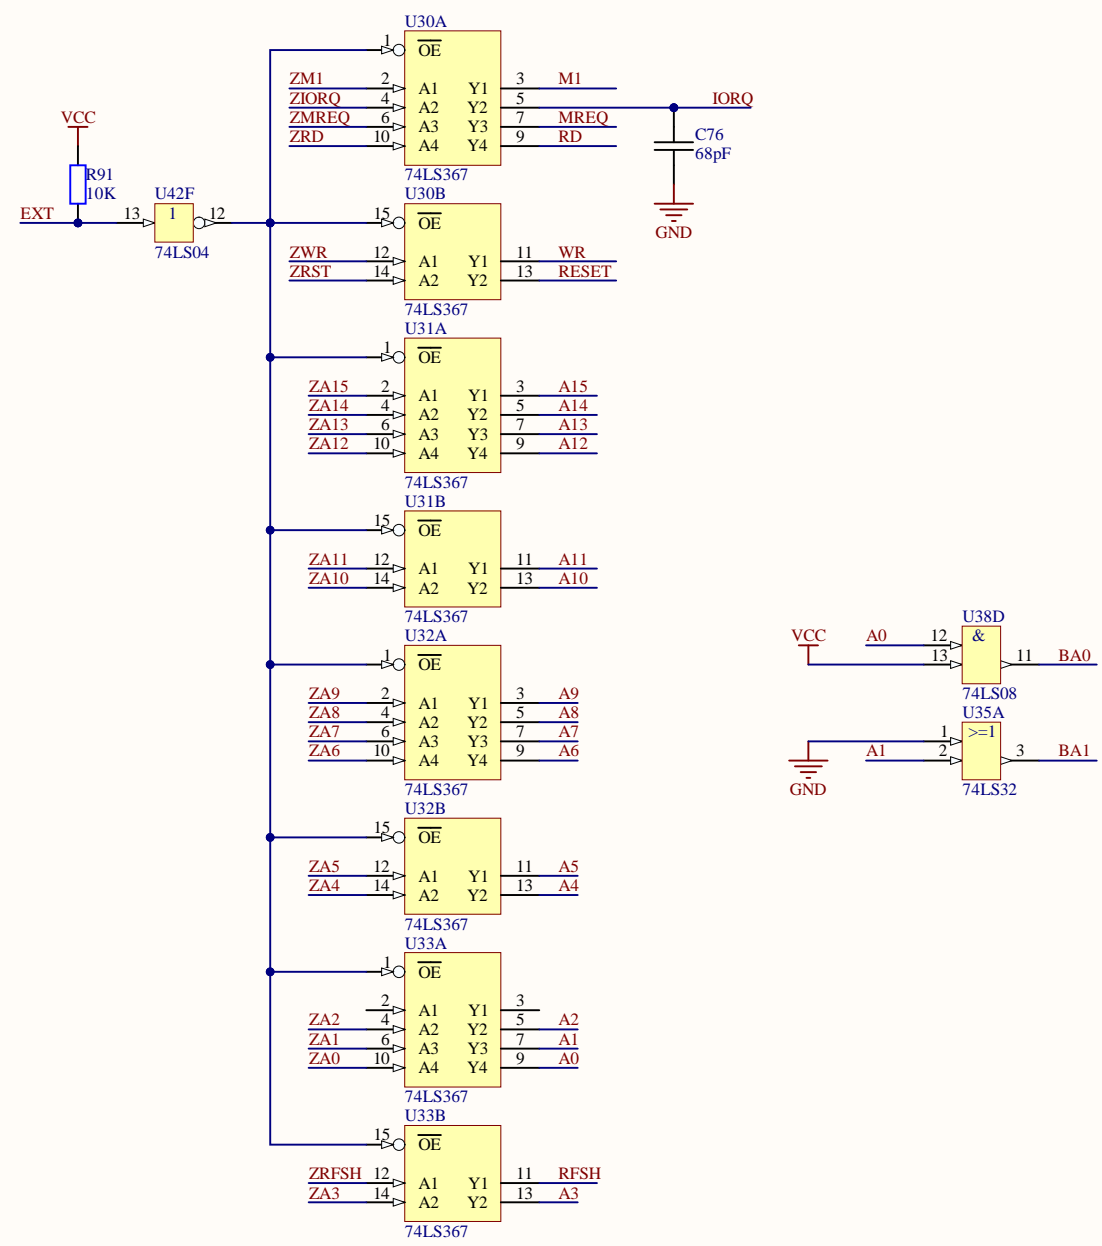 U30A
1 OE
ZM1 2 A1 Y1 3 M1
ZIORQ 4 A2 Y2 5 IORQ
ZMREQ 6 A3 Y3 7 MREQ
ZRD 10 A4 Y4 9 RD
74LS367
C76
68pF
GND
VCC
R91
10K
EXT 13 U42F 1 12
74LS04
U30B
15 OE
ZWR 12 A1 Y1 11 WR
ZRST 14 A2 Y2 13 RESET
74LS367
U31A
1 OE
ZA15 2 A1 Y1 3 A15
ZA14 4 A2 Y2 5 A14
ZA13 6 A3 Y3 7 A13
ZA12 10 A4 Y4 9 A12
74LS367
U31B
15 OE
ZA11 12 A1 Y1 11 A11
ZA10 14 A2 Y2 13 A10
74LS367
U32A
1 OE
ZA9 2 A1 Y1 3 A9
ZA8 4 A2 Y2 5 A8
ZA7 6 A3 Y3 7 A7
ZA6 10 A4 Y4 9 A6
74LS367
U32B
15 OE
ZA5 12 A1 Y1 11 A5
ZA4 14 A2 Y2 13 A4
74LS367
U33A
1 OE
2 A1 Y1 3
ZA2 4 A2 Y2 5 A2
ZA1 6 A3 Y3 7 A1
ZA0 10 A4 Y4 9 A0
74LS367
U33B
15 OE
ZRFSH 12 A1 Y1 11 RFSH
ZA3 14 A2 Y2 13 A3
74LS367
U38D
VCC A0 12 &
13 11 BA0
74LS08
U35A
1 >=1
A1 2 3 BA1
GND
74LS32